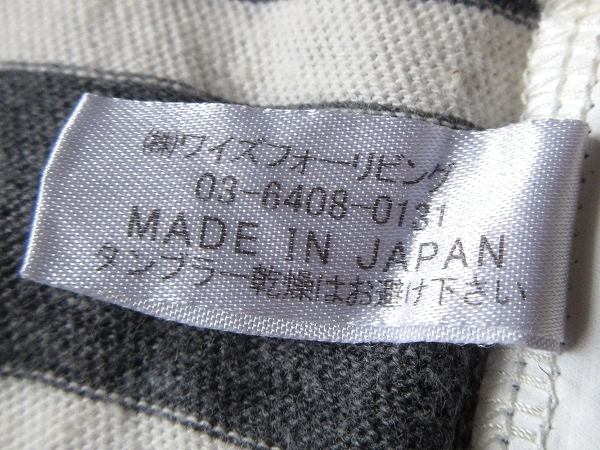 ㈱ワイズフォーリビング
03-6408-0131
MADE IN JAPAN
タンブラー乾燥はお避け下さい